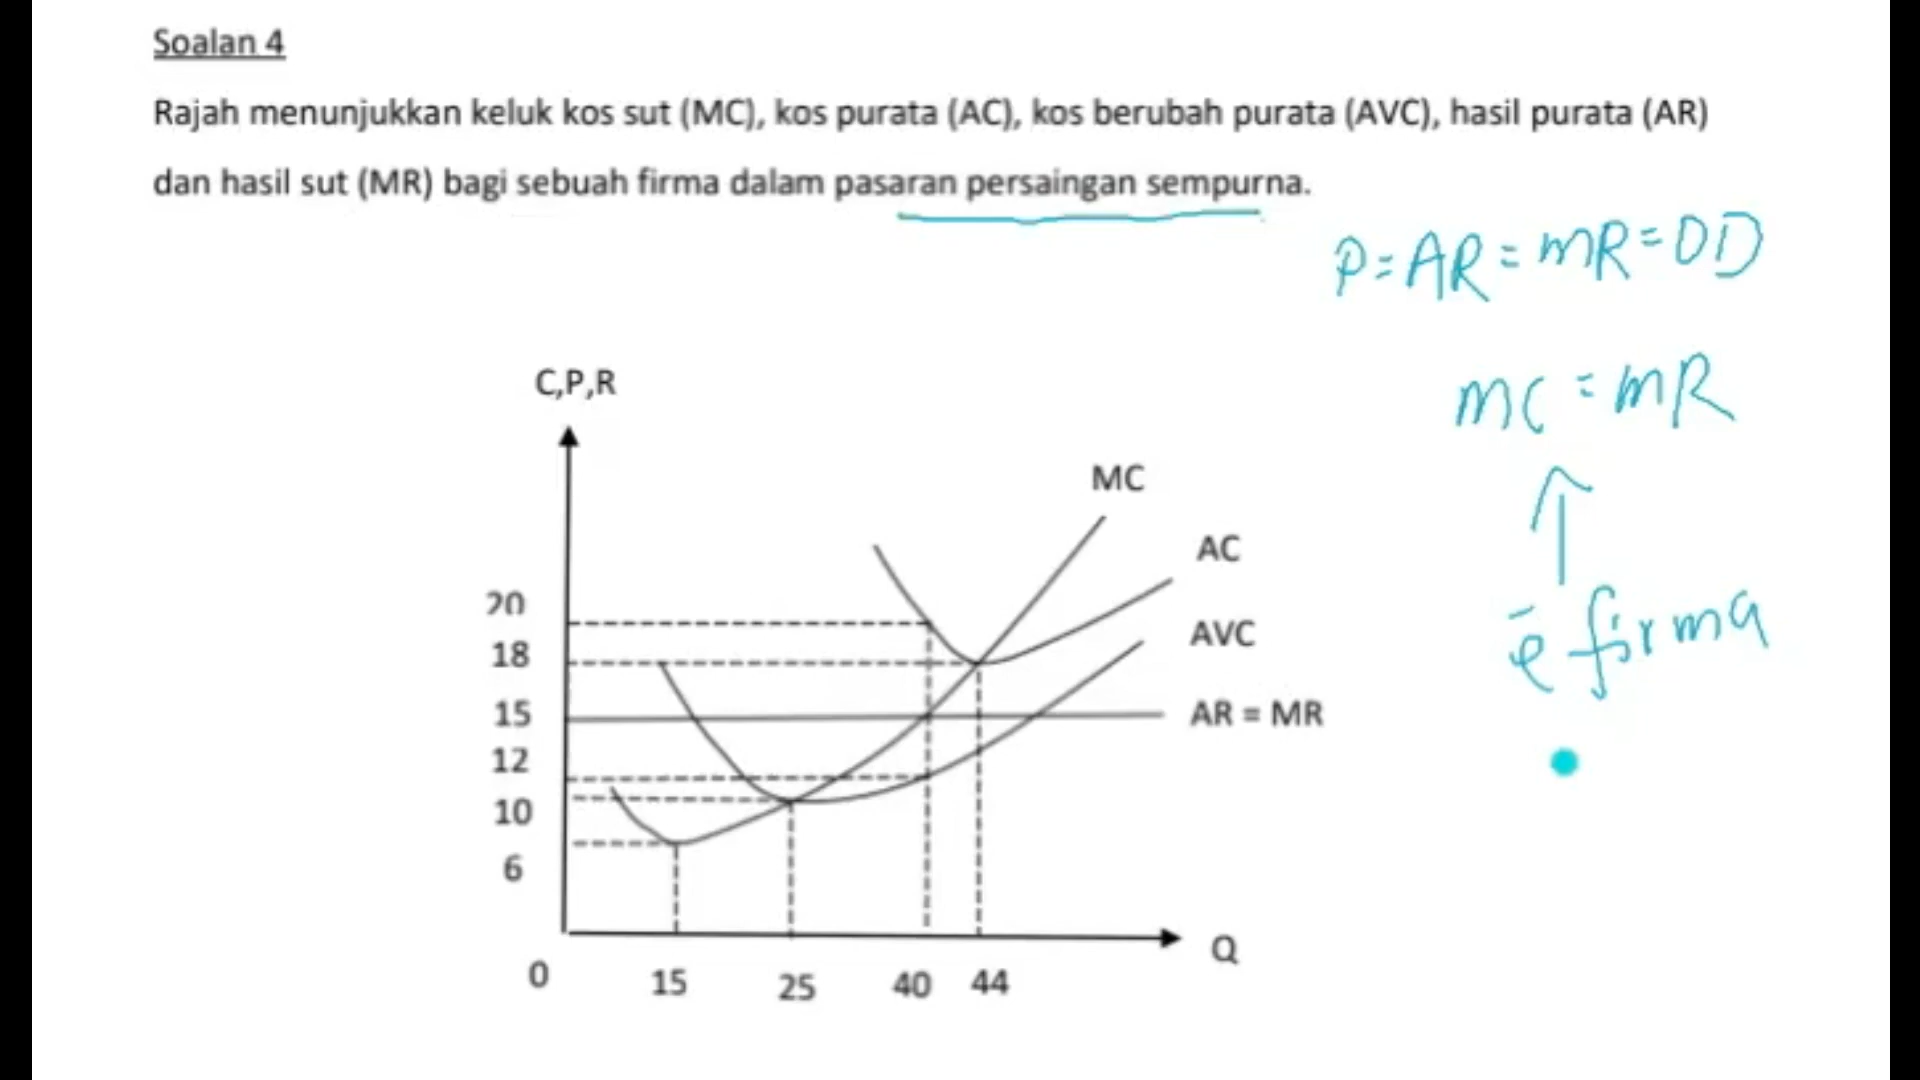 Soalan 4
Rajah menunjukkan keluk kos sut (MC), kos purata (AC), kos berubah purata (AVC), hasil purata (AR)
dan hasil sut (MR) bagi sebuah firma dalam pasaran persaingan sempurna.
P=AR=MR=DD
MC=MR
ē firma
C,P,R
MC
AC
AVC
AR = MR
20
18
15
12
10
6
0
15
25
40
44
Q